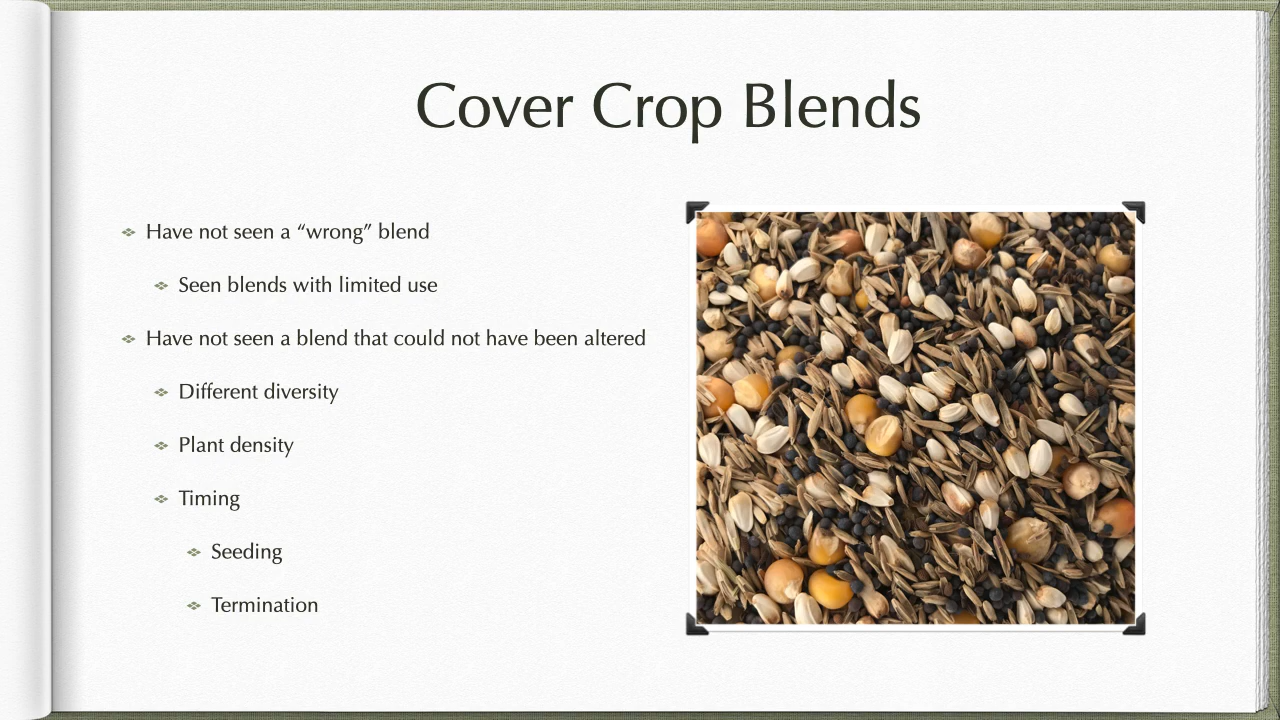 Cover Crop Blends
Have not seen a “wrong” blend
Seen blends with limited use
Have not seen a blend that could not have been altered
Different diversity
Plant density
Timing
Seeding
Termination